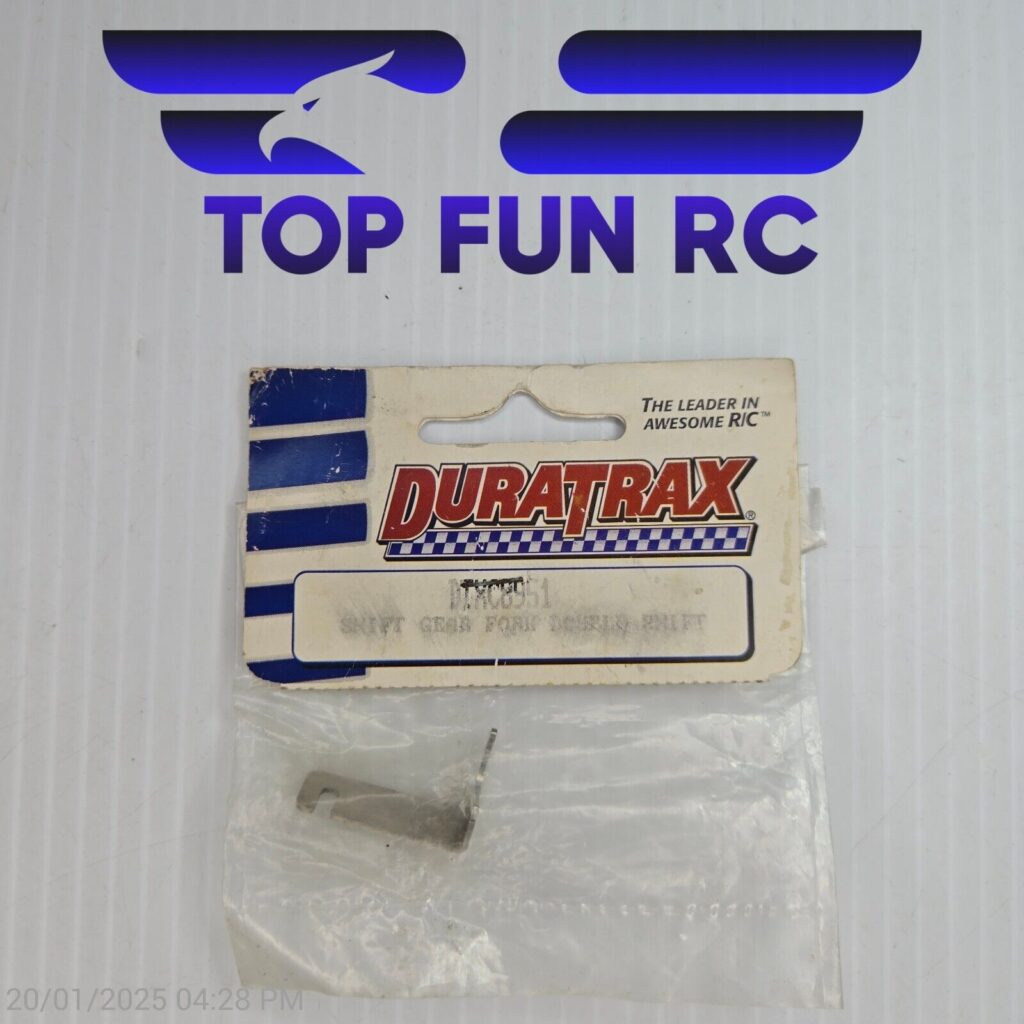 TOP FUN RC
THE LEADER IN
AWESOME R/C™
DURATRAX®
DTXC8951
SHIFT GEAR FORK SHIFT
20/01/2025 04:28 PM